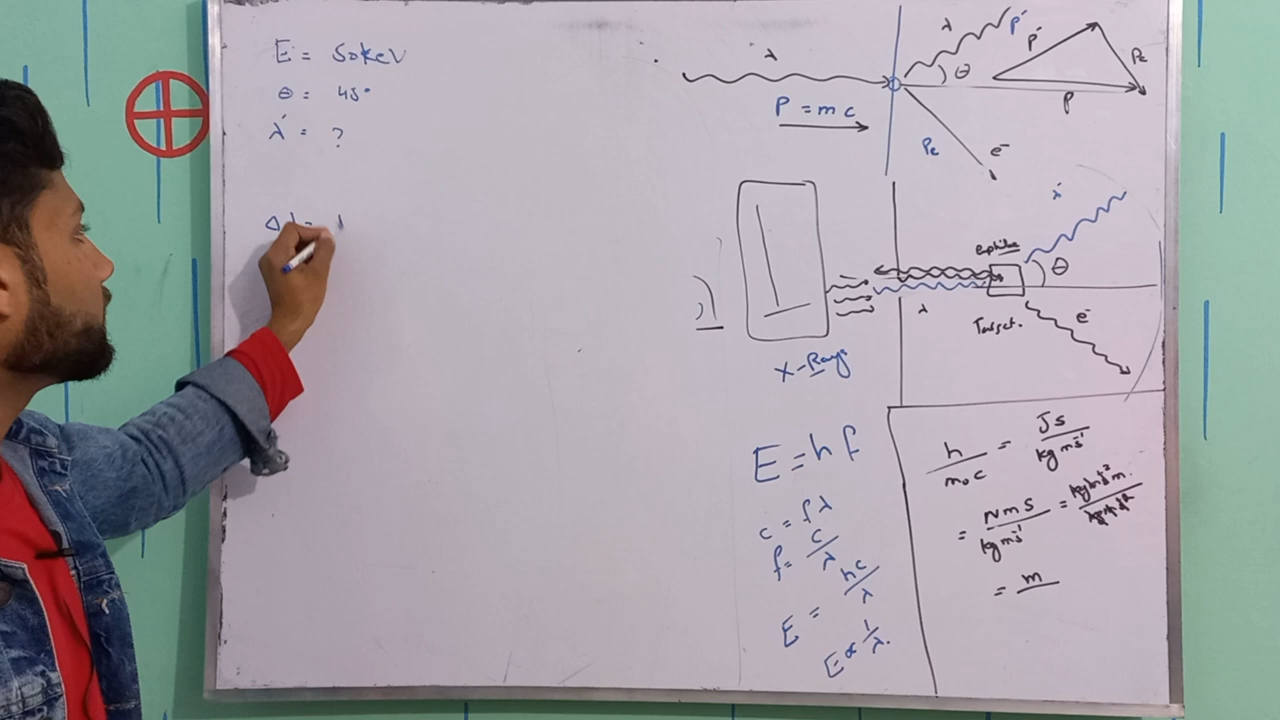 E = 50keV
θ = 45°
λ' = ?
Δλ = λ
λ
P = mc
λ p'
θ
Pe
e⁻
p'
Pe
P
λ'
graphite
θ
λ
Target.
e⁻
X-Rays
E = hf
c = fλ
f = c/λ
E = hc/λ
E ∝ 1/λ.
h/m₀c = Js/kg ms⁻¹
= Nms/kg ms⁻¹ =
= m